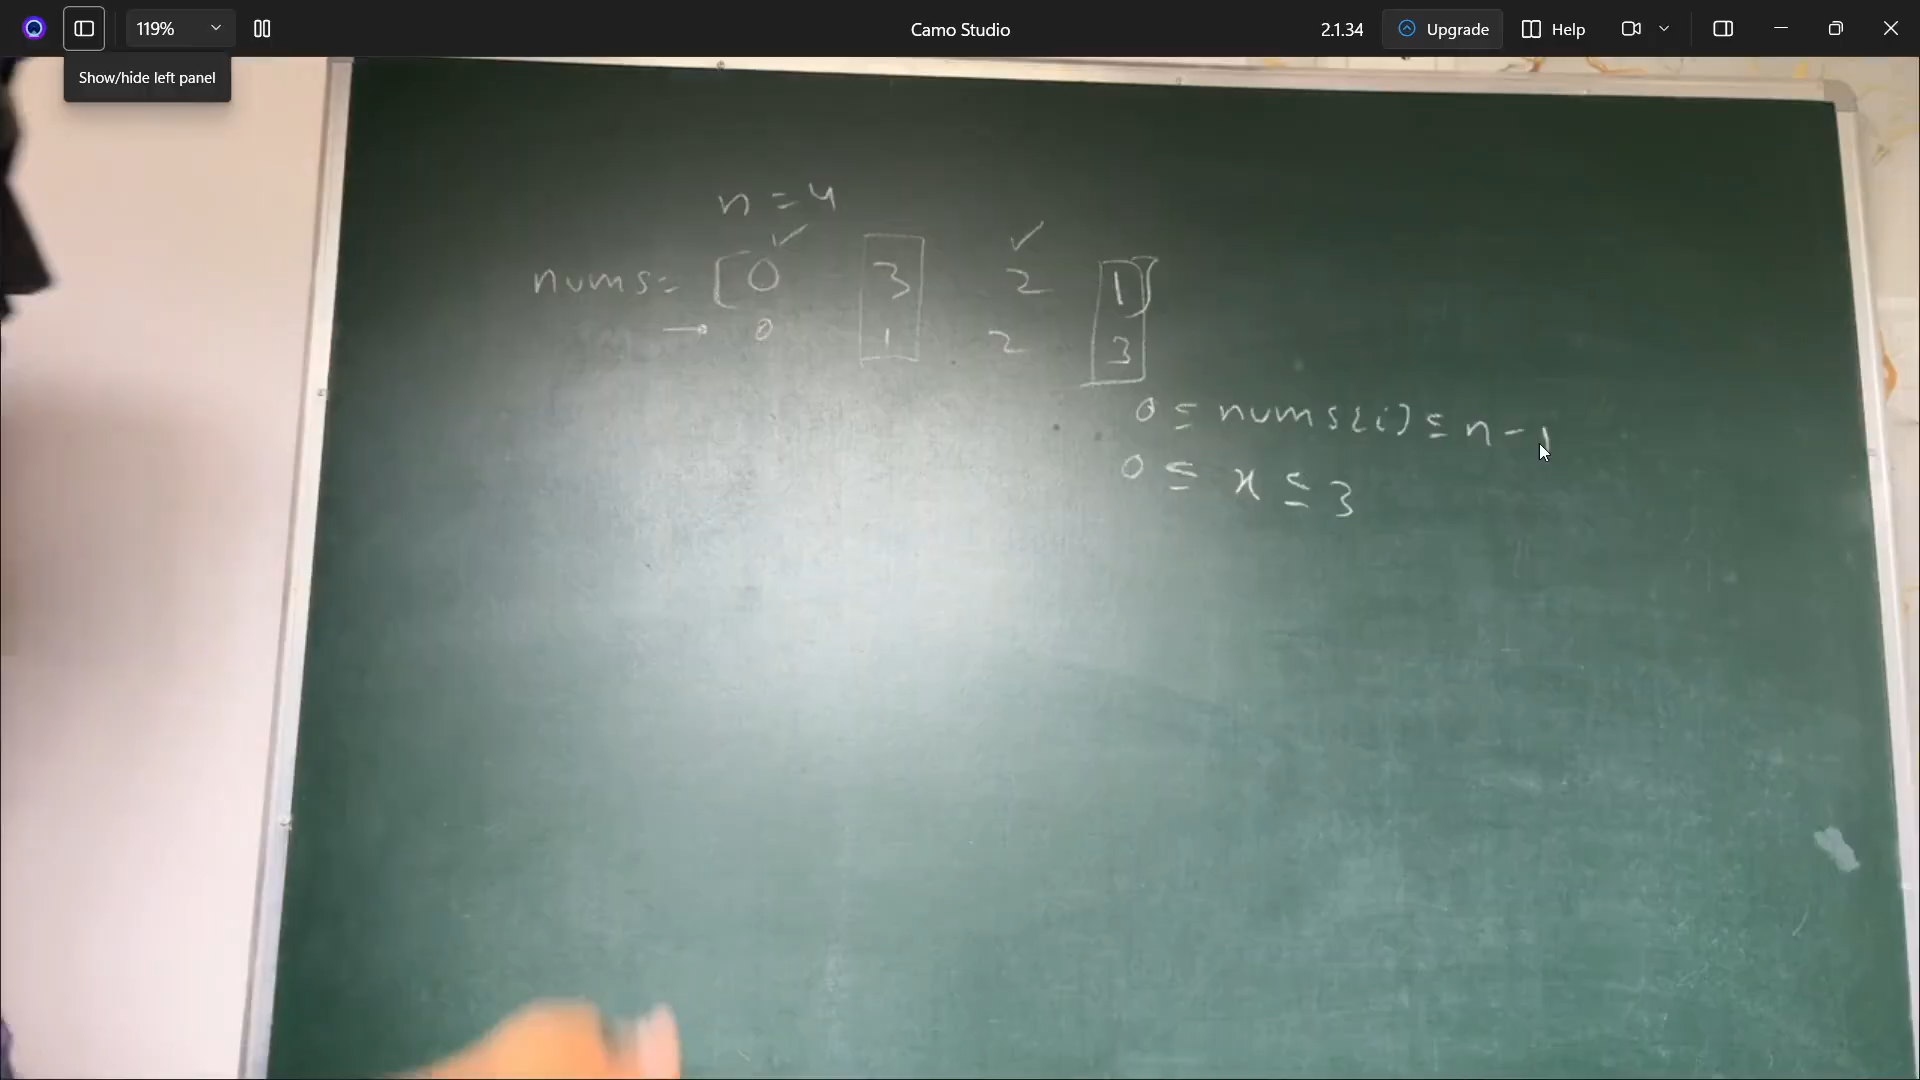 119%
Camo Studio
2.1.34
Upgrade
Help
Show/hide left panel
n = 4
✓ ✓
nums = [0 3 2 1]
→ 0 1 2 3
0 ≤ nums[i] ≤ n - 1
0 ≤ x ≤ 3